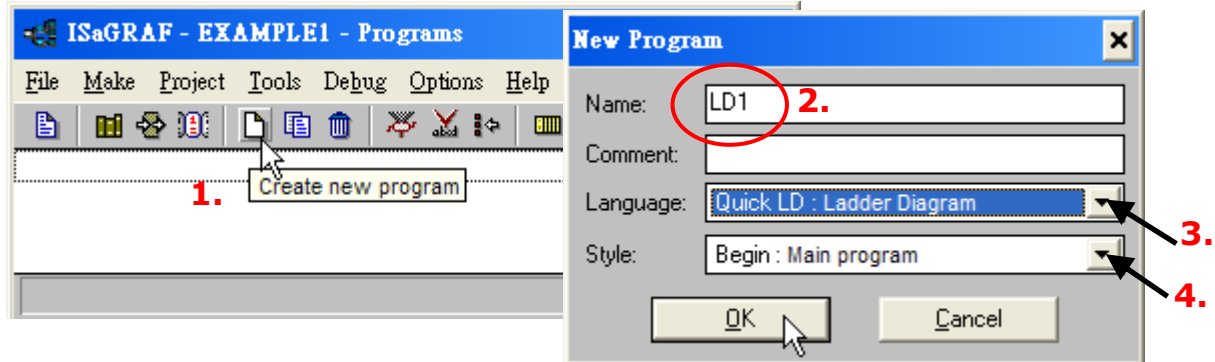 ISaGRAF - EXAMPLE1 - Programs
File Make Project Tools Debug Options Help
1.
Create new program
New Program
Name: LD1 2.
Comment:
Language: Quick LD : Ladder Diagram
3.
Style: Begin : Main program
4.
OK Cancel